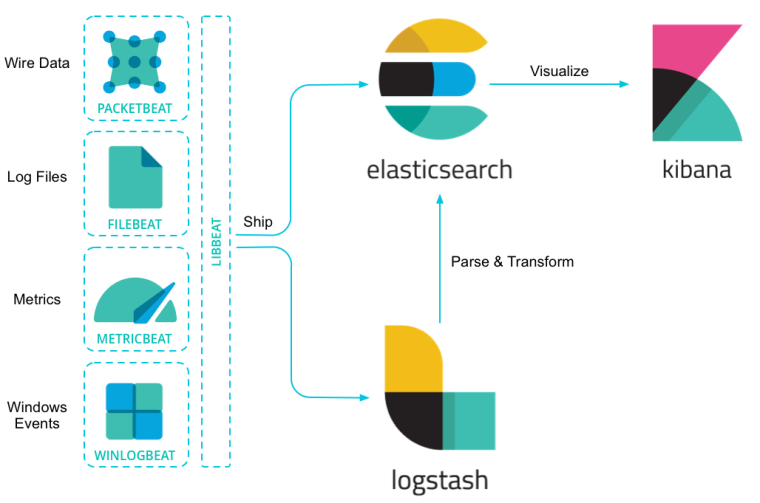 Wire Data
PACKETBEAT
Log Files
FILEBEAT
Metrics
METRICBEAT
Windows
Events
WINLOGBEAT
LIBBEAT
Ship
elasticsearch
Visualize
kibana
Parse & Transform
logstash